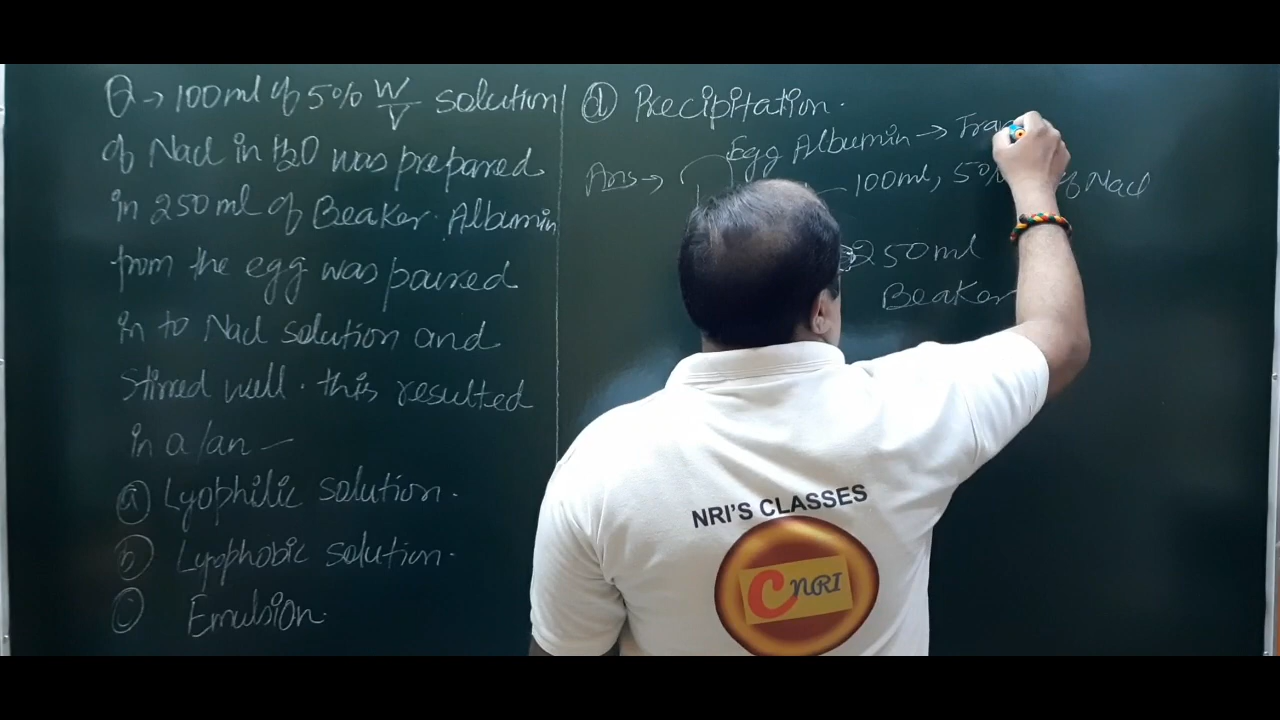 Q → 100ml of 5% W/V solution
of Nacl in H2O was prepared
in 250ml of Beaker. Albumin
from the egg was poured
in to Nacl solution and
stirred well. this resulted
in a/an —
(a) Lyophilic solution.
(b) Lyophobic solution.
(c) Emulsion.
(d) Precipitation.
Egg Albumin →
Ans → 100ml, 5% of Nacl
250ml
Beaker
NRI'S CLASSES
C NRI